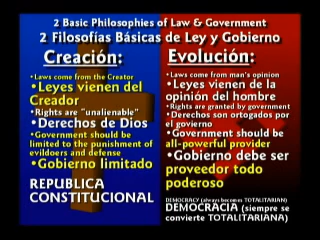 2 Basic Philosophies of Law & Government
2 Filosofías Básicas de Ley y Gobierno
Creación:
•Laws come from the Creator
•Leyes vienen del
Creador
•Rights are "unalienable"
•Derechos de Dios
•Government should be
limited to the punishment of
evildoers and defense
•Gobierno limitado
REPUBLICA
CONSTITUCIONAL
Evolución:
•Laws come from man's opinion
•Leyes vienen de la
opinión del hombre
•Rights are granted by government
•Derechos son ortogados por
el govierno
•Government should be
all-powerful provider
•Gobierno debe ser
proveedor todo
poderoso
DEMOCRACY (always becomes TOTALITARIAN)
DEMOCRACIA (siempre se
convierte TOTALITARIANA)